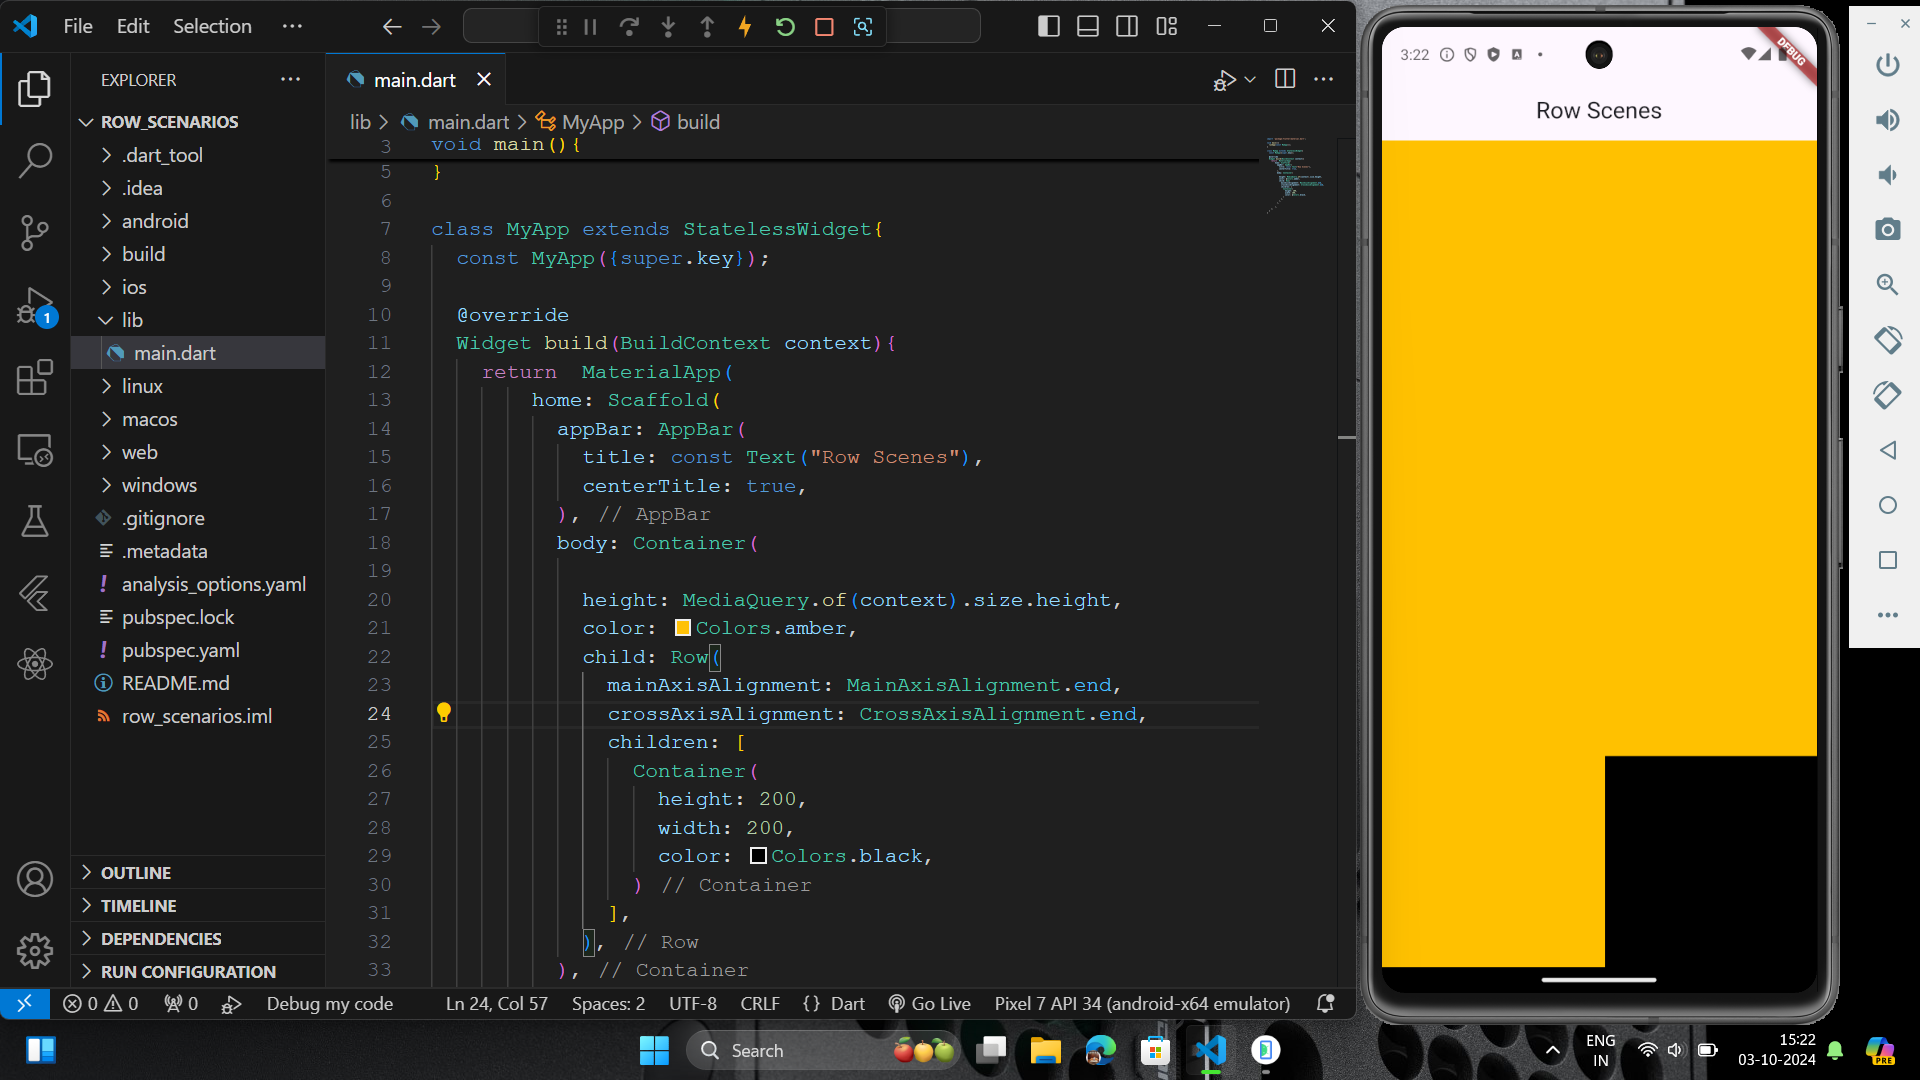 File Edit Selection ···
EXPLORER ···
ROW_SCENARIOS
.dart_tool
.idea
android
build
ios
lib
main.dart
linux
macos
web
windows
.gitignore
.metadata
! analysis_options.yaml
pubspec.lock
! pubspec.yaml
README.md
row_scenarios.iml
OUTLINE
TIMELINE
DEPENDENCIES
RUN CONFIGURATION
1
main.dart
lib > main.dart > MyApp > build
3 void main(){
5 }
6
7 class MyApp extends StatelessWidget{
8 const MyApp({super.key});
9
10 @override
11 Widget build(BuildContext context){
12 return  MaterialApp(
13 home: Scaffold(
14 appBar: AppBar(
15 title: const Text("Row Scenes"),
16 centerTitle: true,
17 ), // AppBar
18 body: Container(
19
20 height: MediaQuery.of(context).size.height,
21 color: Colors.amber,
22 child: Row(
23 mainAxisAlignment: MainAxisAlignment.end,
24 crossAxisAlignment: CrossAxisAlignment.end,
25 children: [
26 Container(
27 height: 200,
28 width: 200,
29 color: Colors.black,
30 ) // Container
31 ],
32 ), // Row
33 ), // Container
0 0 0 Debug my code Ln 24, Col 57 Spaces: 2 UTF-8 CRLF {} Dart Go Live Pixel 7 API 34 (android-x64 emulator)
3:22
DEBUG
Row Scenes
Search
ENG
IN
15:22
03-10-2024
PRE